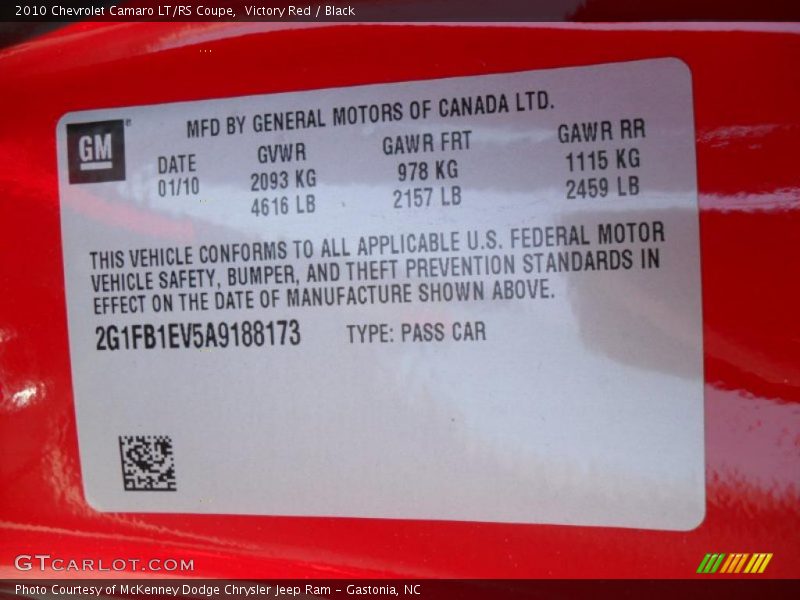 2010 Chevrolet Camaro LT/RS Coupe, Victory Red / Black
GM
MFD BY GENERAL MOTORS OF CANADA LTD.
DATE GVWR GAWR FRT GAWR RR
01/10 2093 KG 978 KG 1115 KG
4616 LB 2157 LB 2459 LB
THIS VEHICLE CONFORMS TO ALL APPLICABLE U.S. FEDERAL MOTOR
VEHICLE SAFETY, BUMPER, AND THEFT PREVENTION STANDARDS IN
EFFECT ON THE DATE OF MANUFACTURE SHOWN ABOVE.
2G1FB1EV5A9188173 TYPE: PASS CAR
GTCARLOT.COM
Photo Courtesy of McKenney Dodge Chrysler Jeep Ram - Gastonia, NC